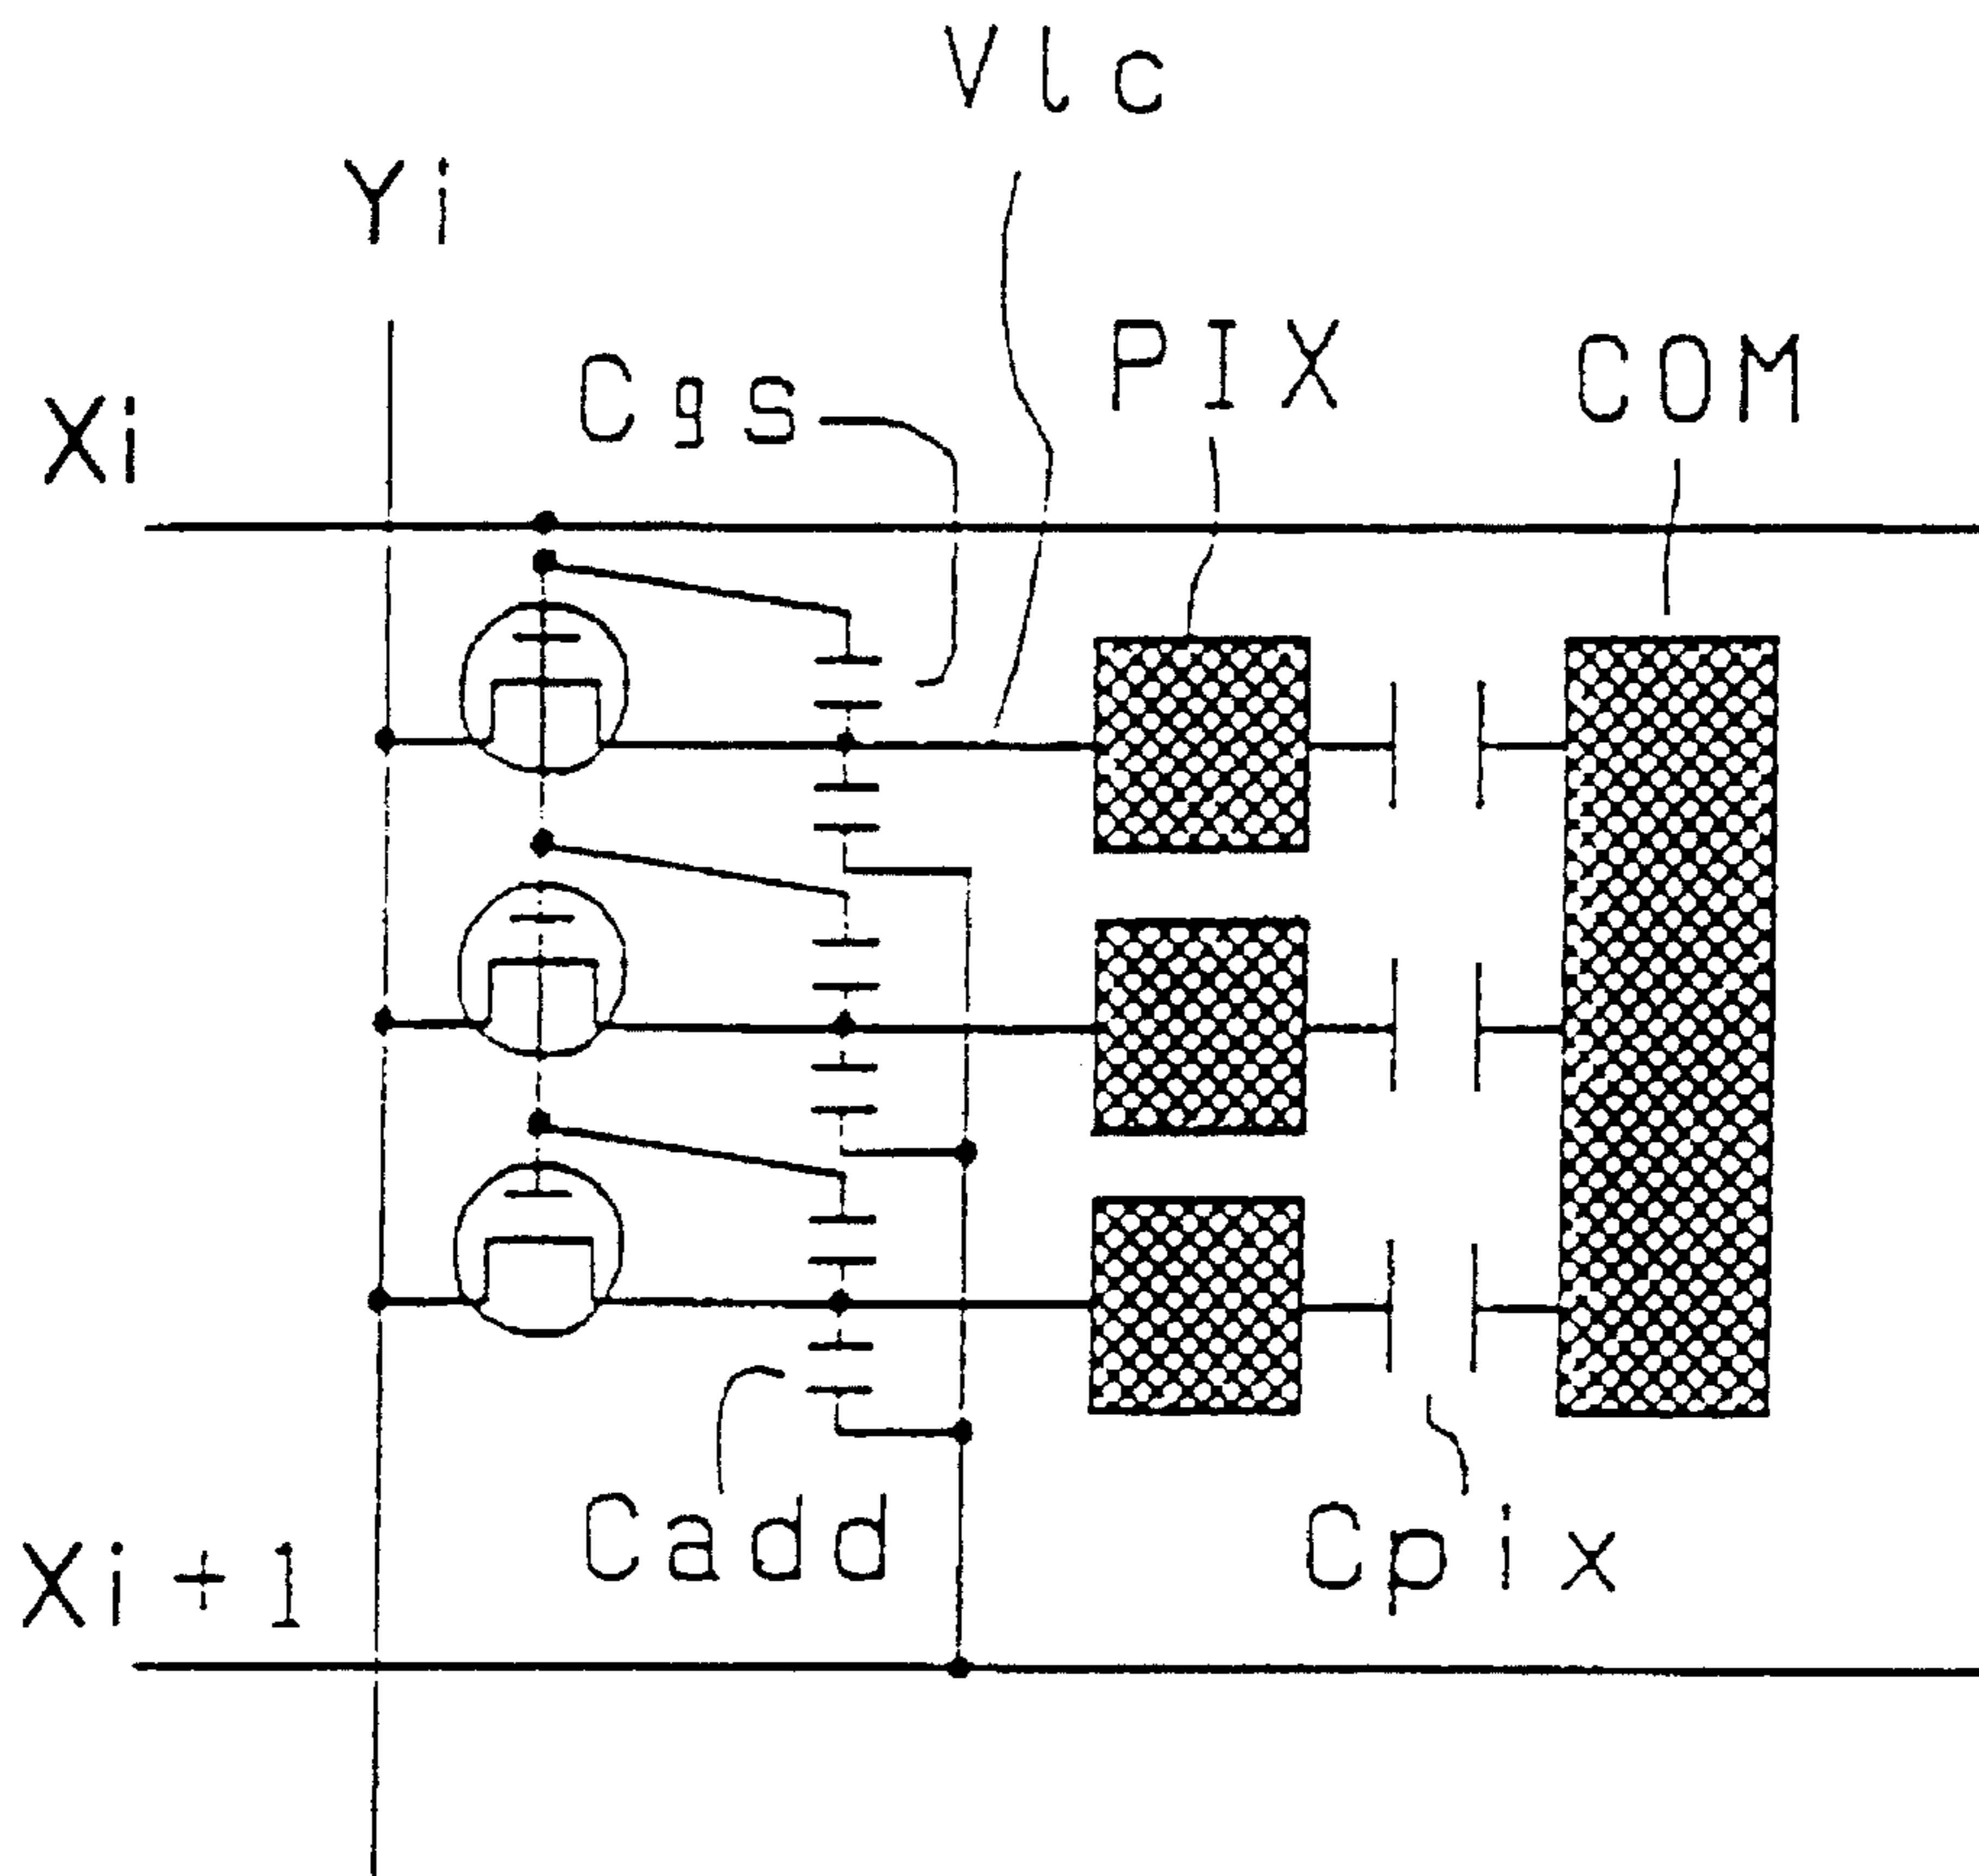 Vlc
Yi
PIX
COM
Cgs
Xi
Cadd
Cpix
Xi+1